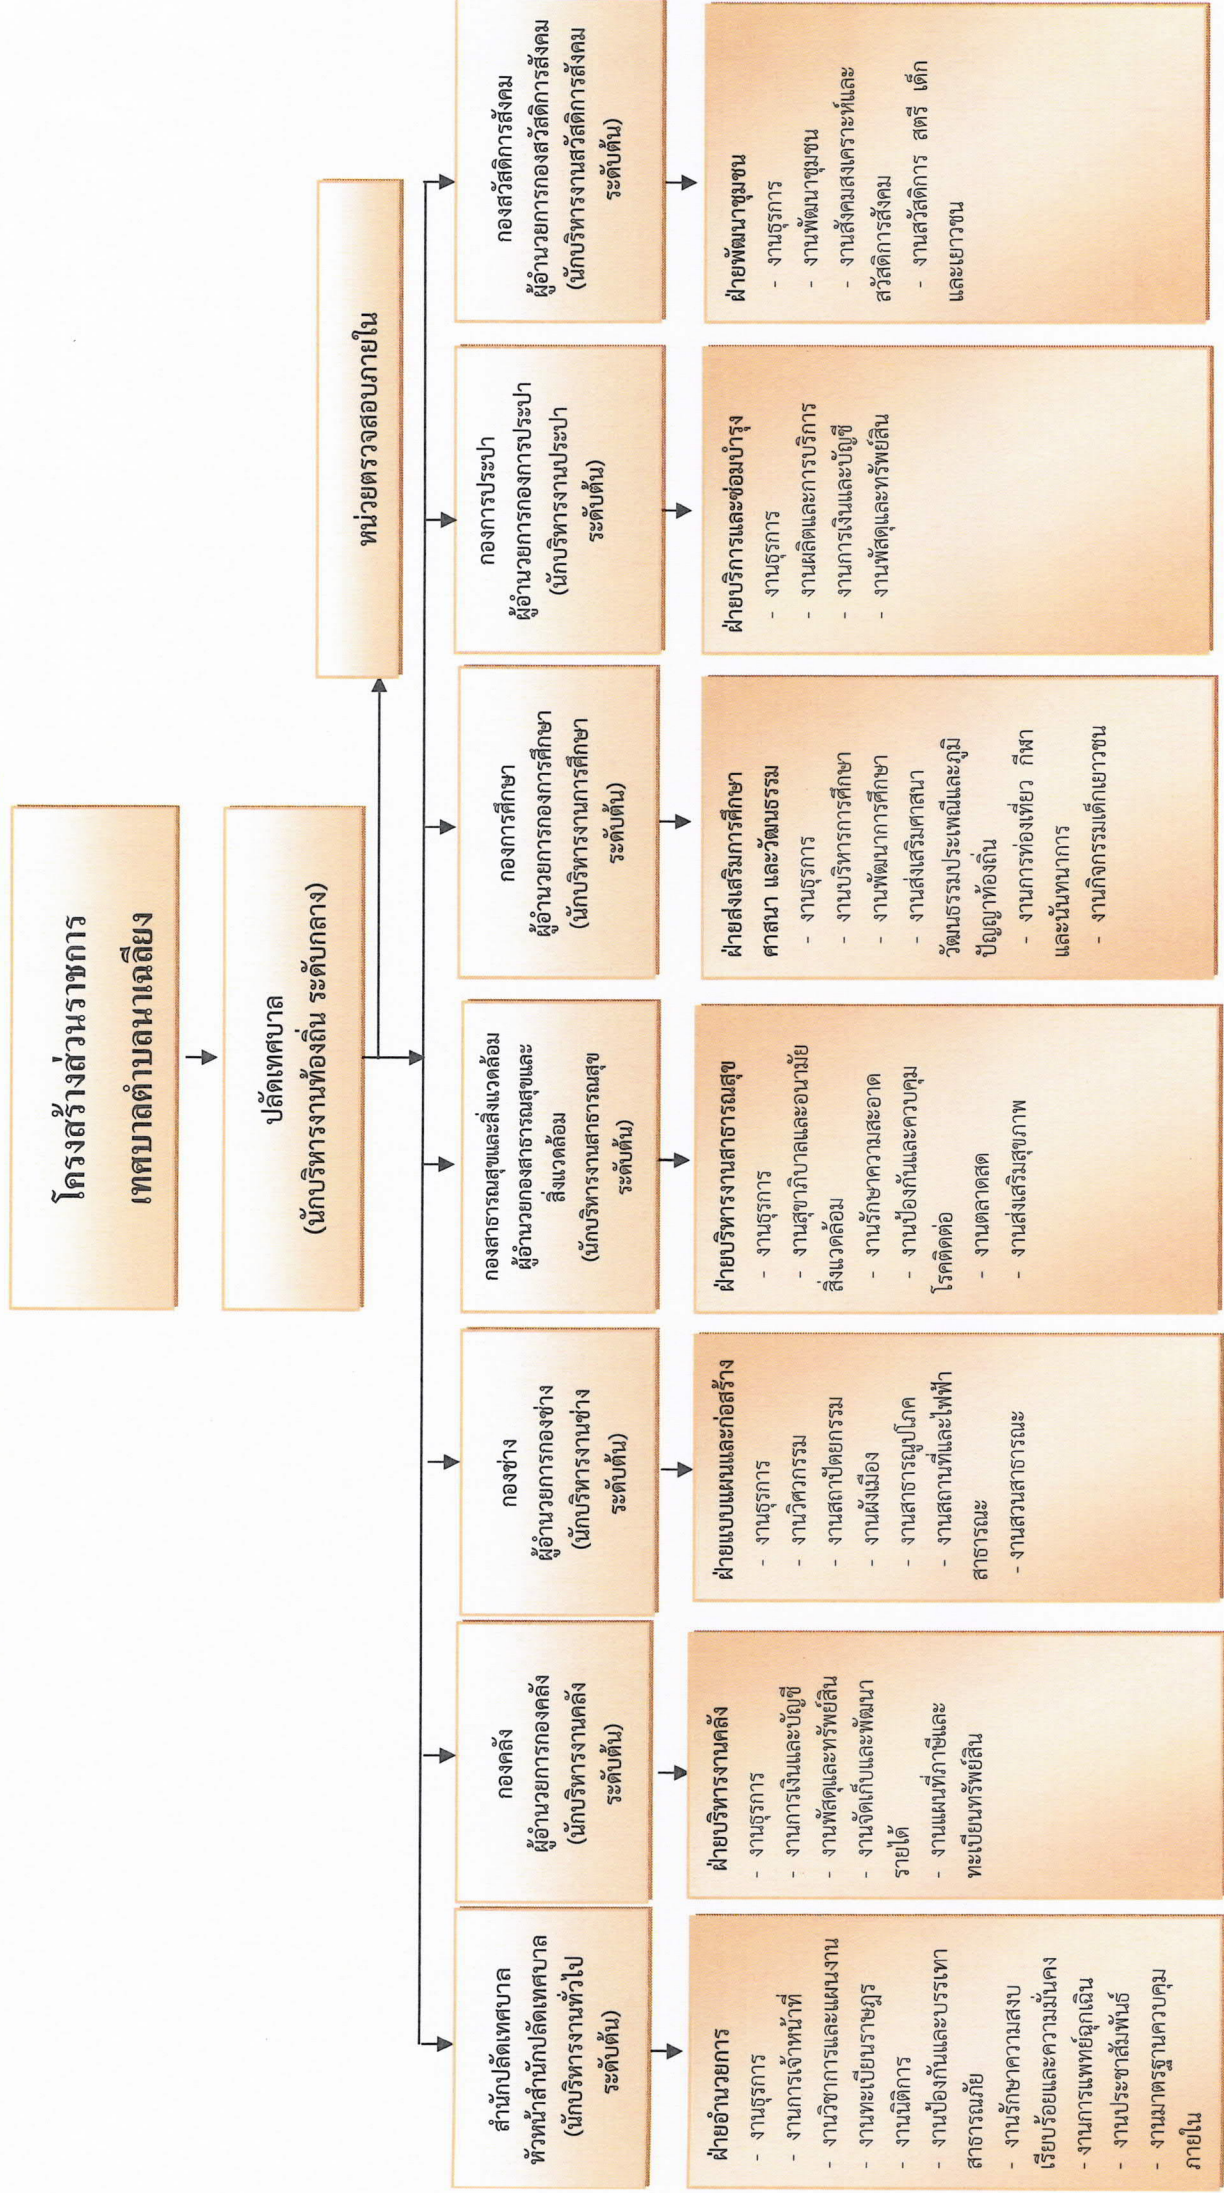 โครงสร้างส่วนราชการ
เทศบาลตำบลนาเฉลียง
ปลัดเทศบาล
(นักบริหารงานท้องถิ่น ระดับกลาง)
หน่วยตรวจสอบภายใน
สำนักปลัดเทศบาล
หัวหน้าสำนักปลัดเทศบาล
(นักบริหารงานทั่วไป
ระดับต้น)
กองคลัง
ผู้อำนวยการกองคลัง
(นักบริหารงานคลัง
ระดับต้น)
กองช่าง
ผู้อำนวยการกองช่าง
(นักบริหารงานช่าง
ระดับต้น)
กองสาธารณสุขและสิ่งแวดล้อม
ผู้อำนวยกองสาธารณสุขและ
สิ่งแวดล้อม
(นักบริหารงานสาธารณสุข
ระดับต้น)
กองการศึกษา
ผู้อำนวยการกองการศึกษา
(นักบริหารงานการศึกษา
ระดับต้น)
กองการประปา
ผู้อำนวยการกองการประปา
(นักบริหารงานประปา
ระดับต้น)
กองสวัสดิการสังคม
ผู้อำนวยการกองสวัสดิการสังคม
(นักบริหารงานสวัสดิการสังคม
ระดับต้น)
ฝ่ายอำนวยการ
- งานธุรการ
- งานการเจ้าหน้าที่
- งานวิชาการและแผนงาน
- งานทะเบียนราษฎร
- งานนิติการ
- งานป้องกันและบรรเทา
สาธารณภัย
- งานรักษาความสงบ
เรียบร้อยและความมั่นคง
- งานการแพทย์ฉุกเฉิน
- งานประชาสัมพันธ์
- งานมาตรฐานควบคุม
ภายใน
ฝ่ายบริหารงานคลัง
- งานธุรการ
- งานการเงินและบัญชี
- งานพัสดุและทรัพย์สิน
- งานจัดเก็บและพัฒนา
รายได้
- งานแผนที่ภาษีและ
ทะเบียนทรัพย์สิน
ฝ่ายแบบแผนและก่อสร้าง
- งานธุรการ
- งานวิศวกรรม
- งานสถาปัตยกรรม
- งานผังเมือง
- งานสาธารณูปโภค
- งานสถานที่และไฟฟ้า
สาธารณะ
- งานสวนสาธารณะ
ฝ่ายบริหารงานสาธารณสุข
- งานธุรการ
- งานสุขาภิบาลและอนามัย
สิ่งแวดล้อม
- งานรักษาความสะอาด
- งานป้องกันและควบคุม
โรคติดต่อ
- งานตลาดสด
- งานส่งเสริมสุขภาพ
ฝ่ายส่งเสริมการศึกษา
ศาสนา และวัฒนธรรม
- งานธุรการ
- งานบริหารการศึกษา
- งานพัฒนาการศึกษา
- งานส่งเสริมศาสนา
วัฒนธรรมประเพณีและภูมิ
ปัญญาท้องถิ่น
- งานการท่องเที่ยว กีฬา
และนันทนาการ
- งานกิจกรรมเด็กเยาวชน
ฝ่ายบริการและซ่อมบำรุง
- งานธุรการ
- งานผลิตและการบริการ
- งานการเงินและบัญชี
- งานพัสดุและทรัพย์สิน
ฝ่ายพัฒนาชุมชน
- งานธุรการ
- งานพัฒนาชุมชน
- งานสังคมสงเคราะห์และ
สวัสดิการสังคม
- งานสวัสดิการ สตรี เด็ก
และเยาวชน